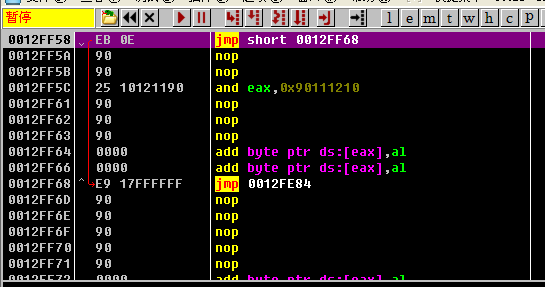 暂停 l e m t w h c p
0012FF58 EB 0E jmp short 0012FF68
0012FF5A 90 nop
0012FF5B 90 nop
0012FF5C 25 10121190 and eax,0x90111210
0012FF61 90 nop
0012FF62 90 nop
0012FF63 90 nop
0012FF64 0000 add byte ptr ds:[eax],al
0012FF66 0000 add byte ptr ds:[eax],al
0012FF68 E9 17FFFFFF jmp 0012FE84
0012FF6D 90 nop
0012FF6E 90 nop
0012FF6F 90 nop
0012FF70 90 nop
0012FF71 90 nop
0012FF72 0000 add byte ptr ds:[eax],al